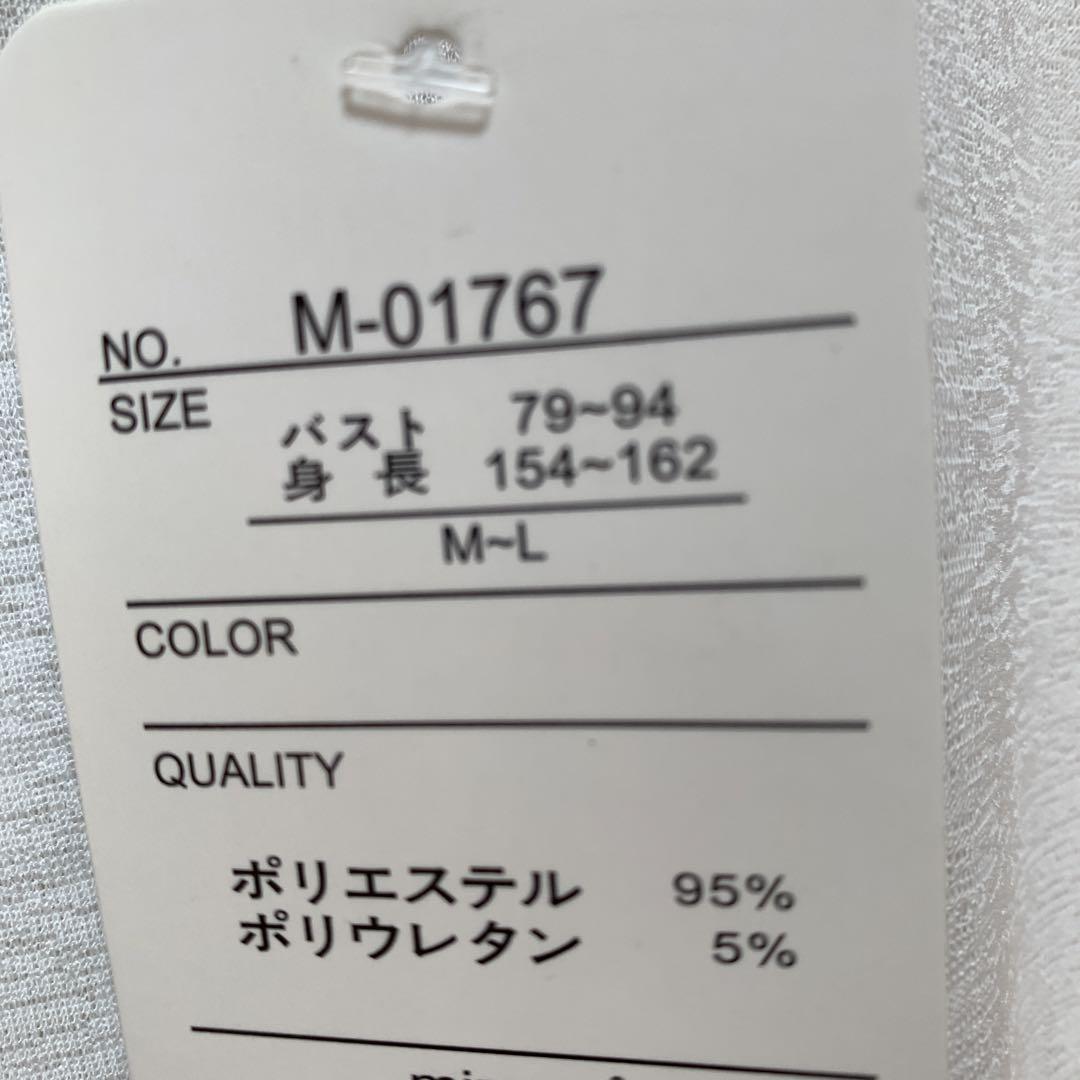 NO. M-01767
SIZE
バスト 79~94
身 長 154~162
M~L
COLOR
QUALITY
ポリエステル 95%
ポリウレタン 5%